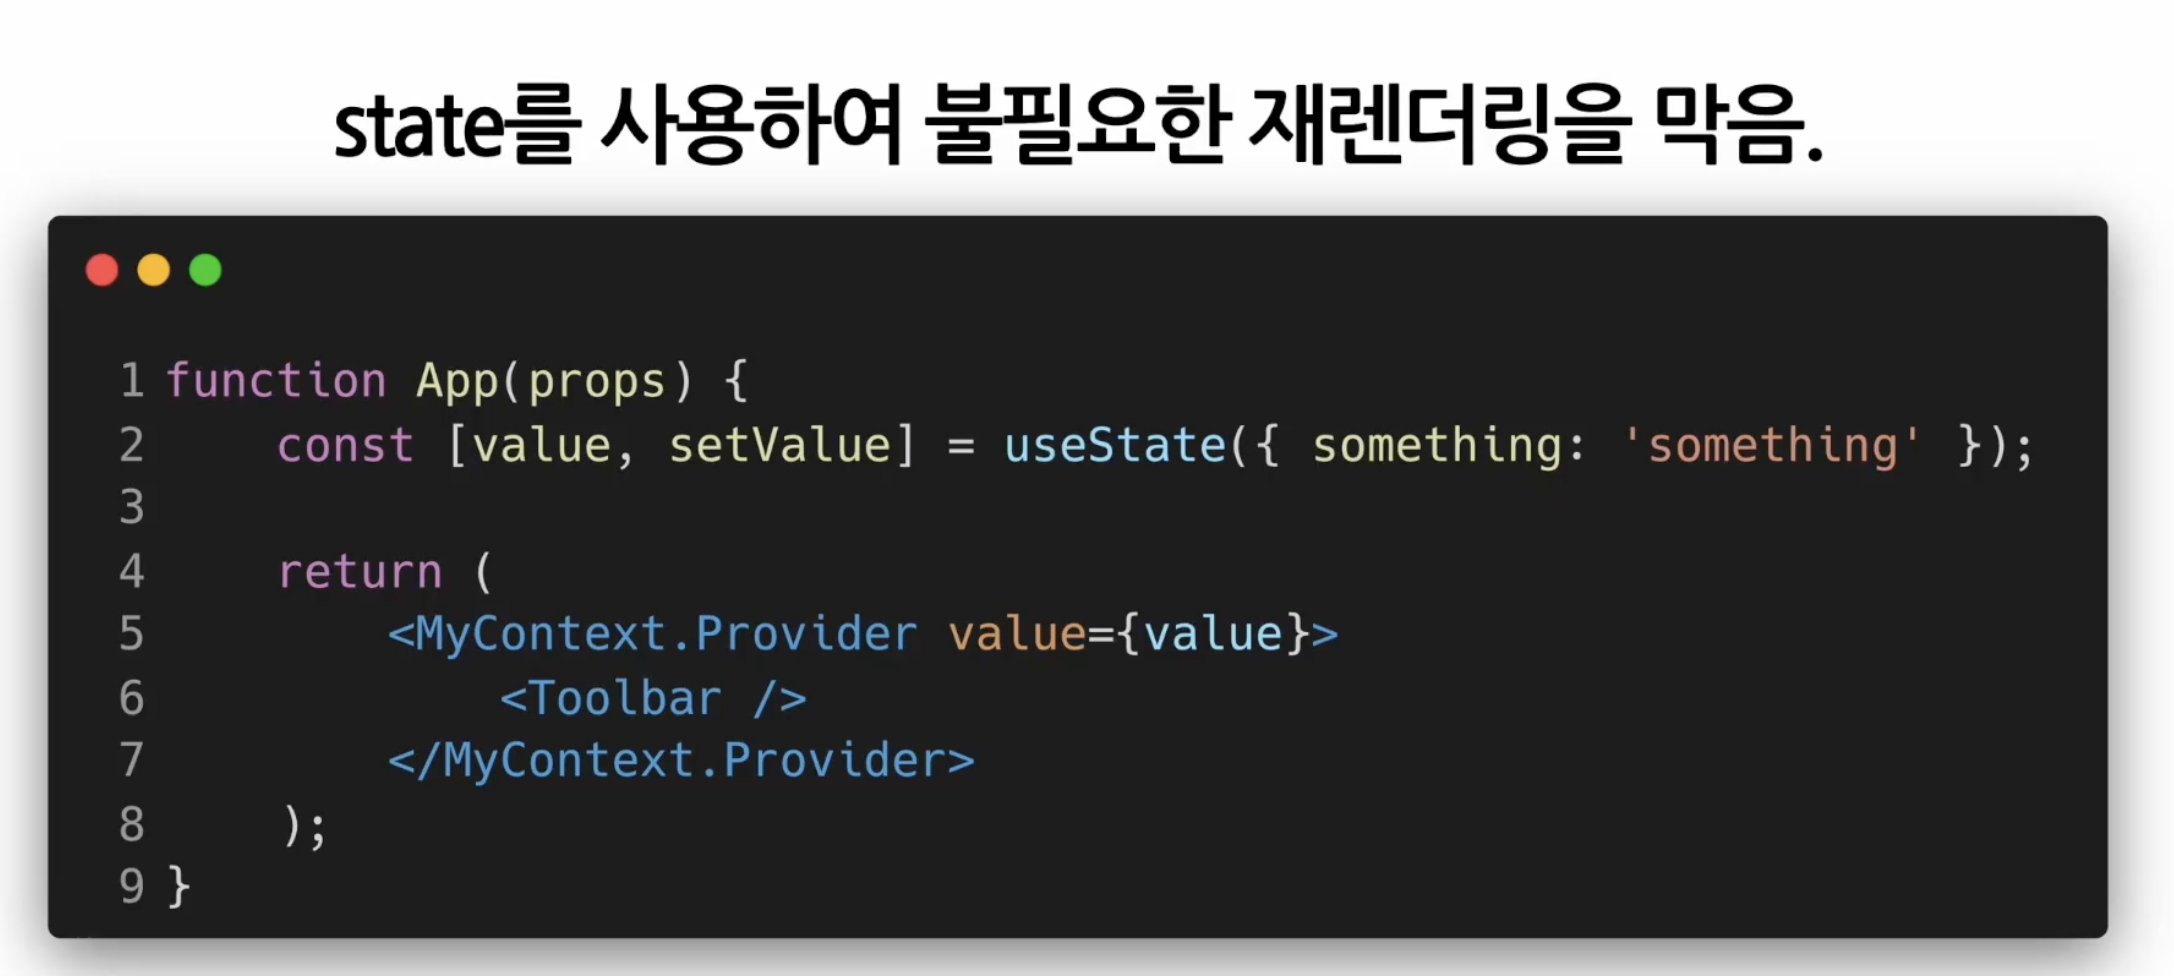 state를 사용하여 불필요한 재렌더링을 막음.
1 function App(props) {
2     const [value, setValue] = useState({ something: 'something' });
3
4     return (
5         <MyContext.Provider value={value}>
6             <Toolbar />
7         </MyContext.Provider>
8     );
9 }